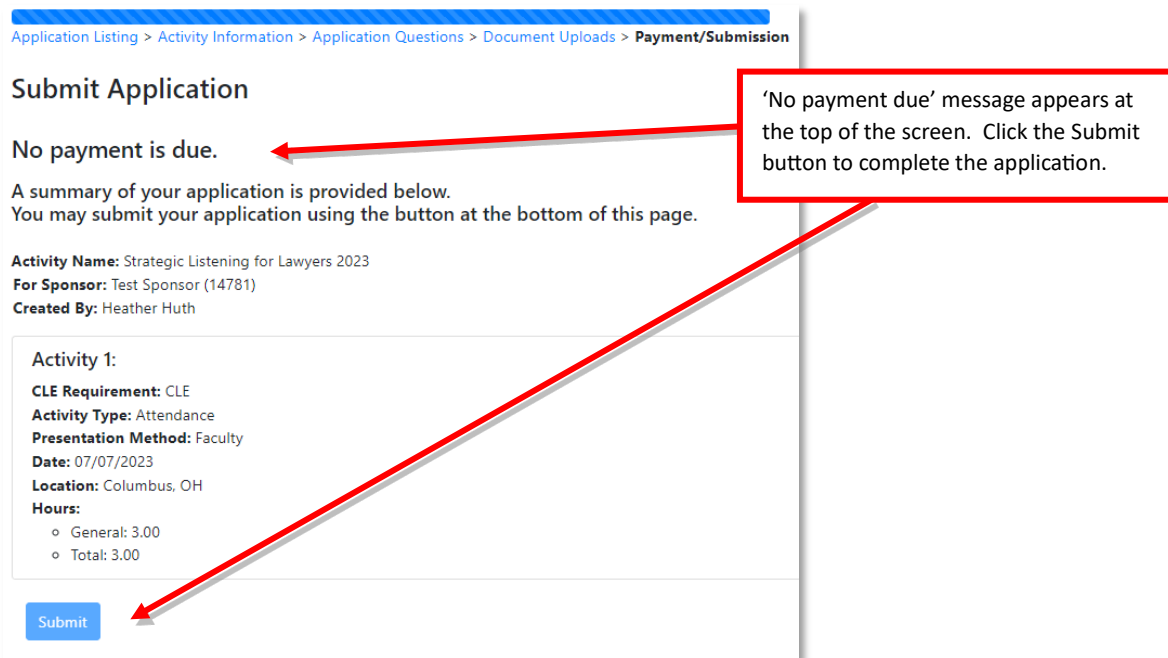 Application Listing > Activity Information > Application Questions > Document Uploads > Payment/Submission
Submit Application
No payment is due.
A summary of your application is provided below.
You may submit your application using the button at the bottom of this page.
Activity Name: Strategic Listening for Lawyers 2023
For Sponsor: Test Sponsor (14781)
Created By: Heather Huth
Activity 1:
CLE Requirement: CLE
Activity Type: Attendance
Presentation Method: Faculty
Date: 07/07/2023
Location: Columbus, OH
Hours:
General: 3.00
Total: 3.00
Submit
‘No payment due’ message appears at
the top of the screen.  Click the Submit
button to complete the application.